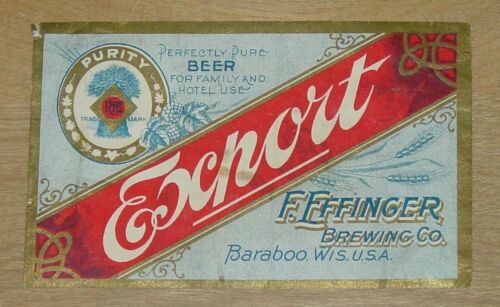 PURITY
TRADE MARK
PERFECTLY PURE
BEER
FOR FAMILY AND
HOTEL USE
Export
F. EFFINGER
BREWING CO.
Baraboo, WIS. U.S.A.